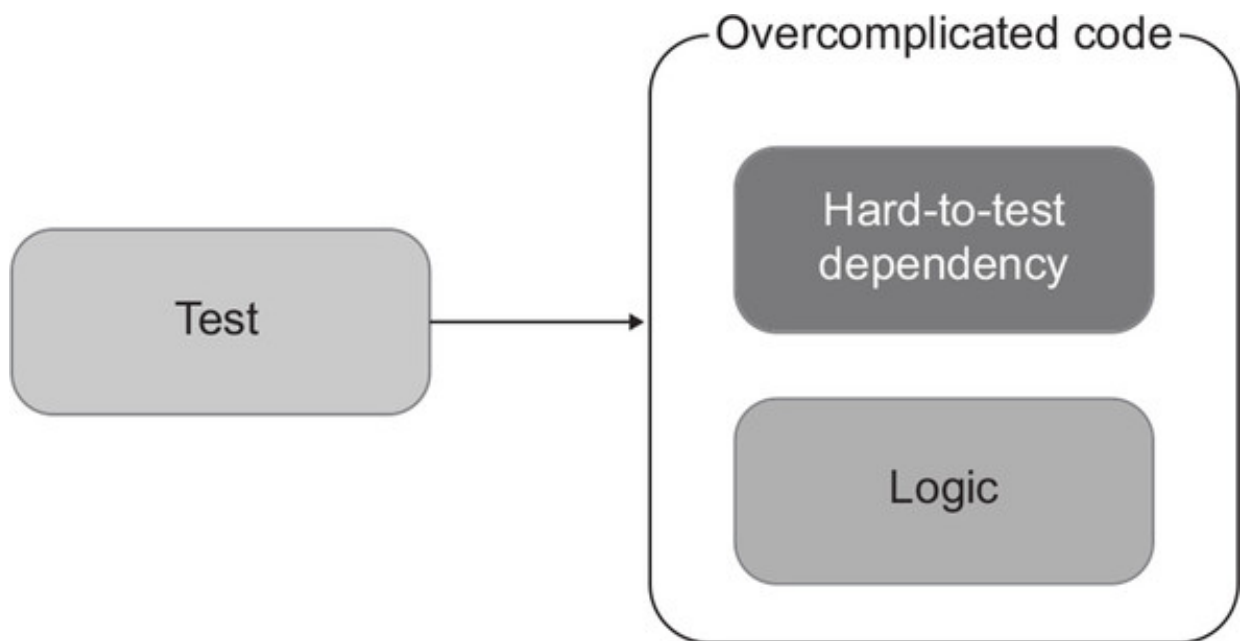 Overcomplicated code
Hard-to-test
dependency
Test
Logic